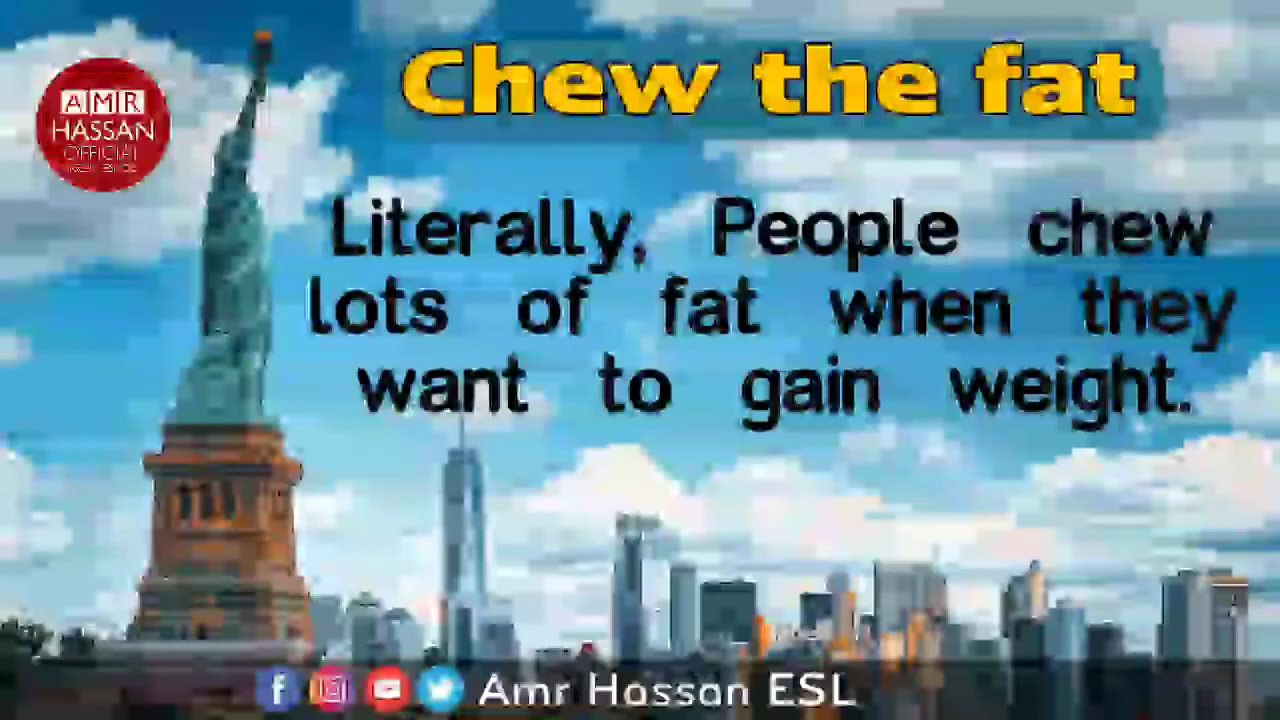 Chew the fat
AMR
HASSAN
OFFICIAL
Literally, People chew
lots of fat when they
want to gain weight.
Amr Hassan ESL